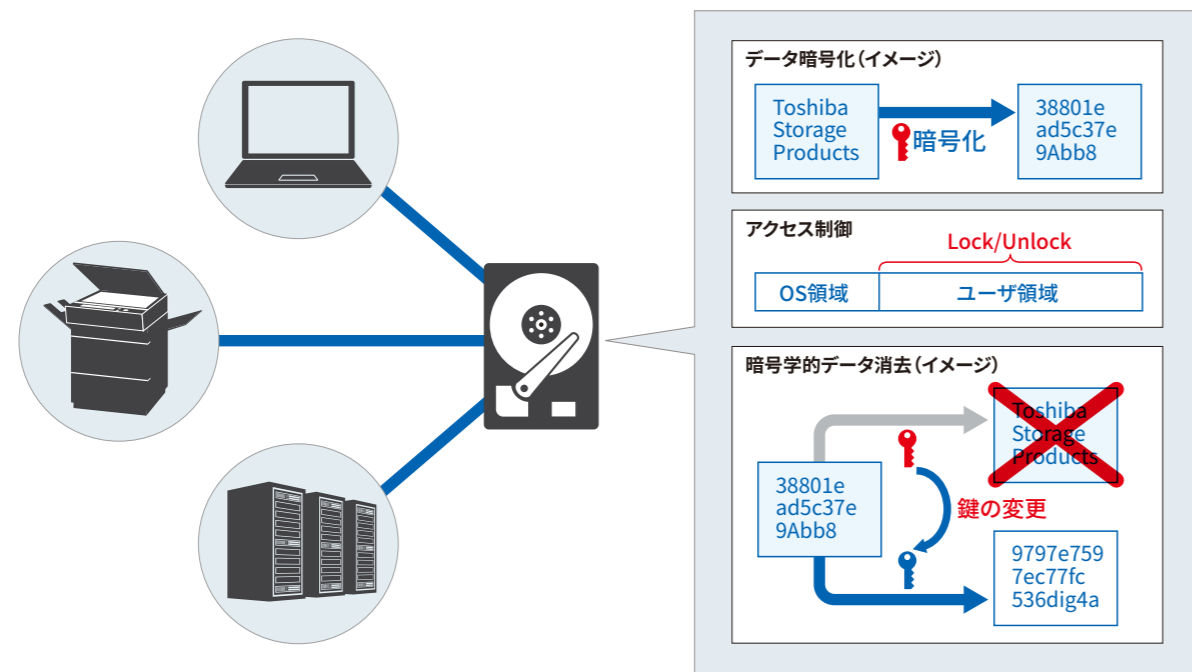 データ暗号化(イメージ)
Toshiba
Storage
Products
暗号化
38801e
ad5c37e
9Abb8
アクセス制御
Lock/Unlock
OS領域
ユーザ領域
暗号学的データ消去(イメージ)
Toshiba
Storage
Products
38801e
ad5c37e
9Abb8
鍵の変更
9797e759
7ec77fc
536dig4a